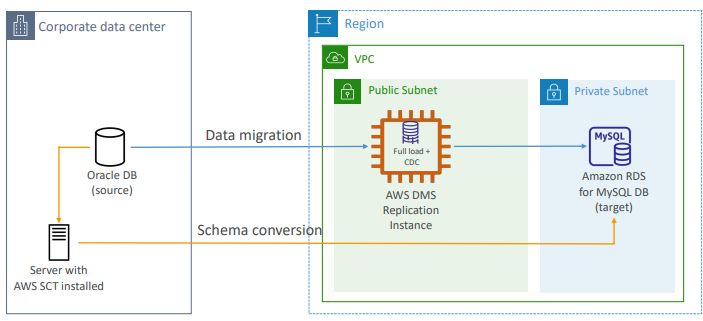 Corporate data center
Region
VPC
Public Subnet
Private Subnet
Data migration
Full load +
CDC
MySQL
Oracle DB
(source)
AWS DMS
Replication
Instance
Amazon RDS
for MySQL DB
(target)
Schema conversion
Server with
AWS SCT installed